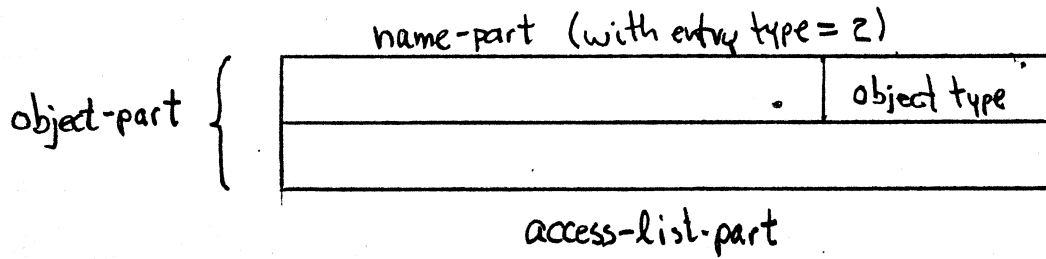 name-part (with entry type = 2)
object-part
object type
access-list-part